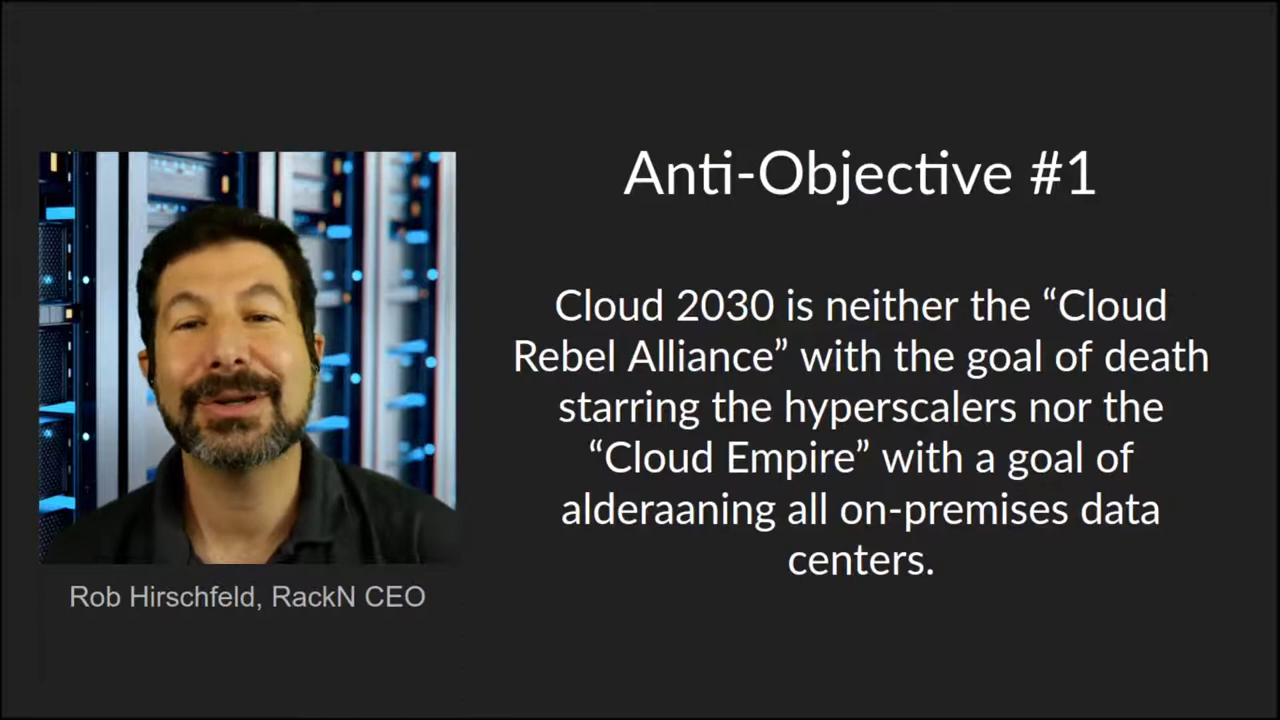 Anti-Objective #1
Cloud 2030 is neither the “Cloud
Rebel Alliance” with the goal of death
starring the hyperscalers nor the
“Cloud Empire” with a goal of
alderaaning all on-premises data
centers.
Rob Hirschfeld, RackN CEO